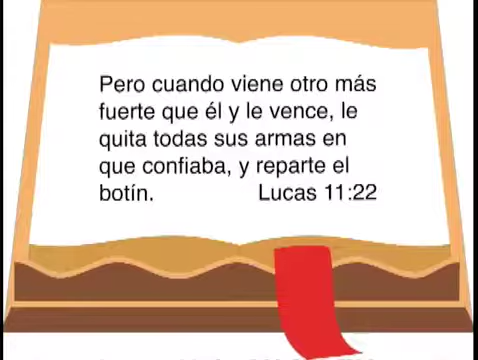 Pero cuando viene otro más
fuerte que él y le vence, le
quita todas sus armas en
que confiaba, y reparte el
botín. Lucas 11:22